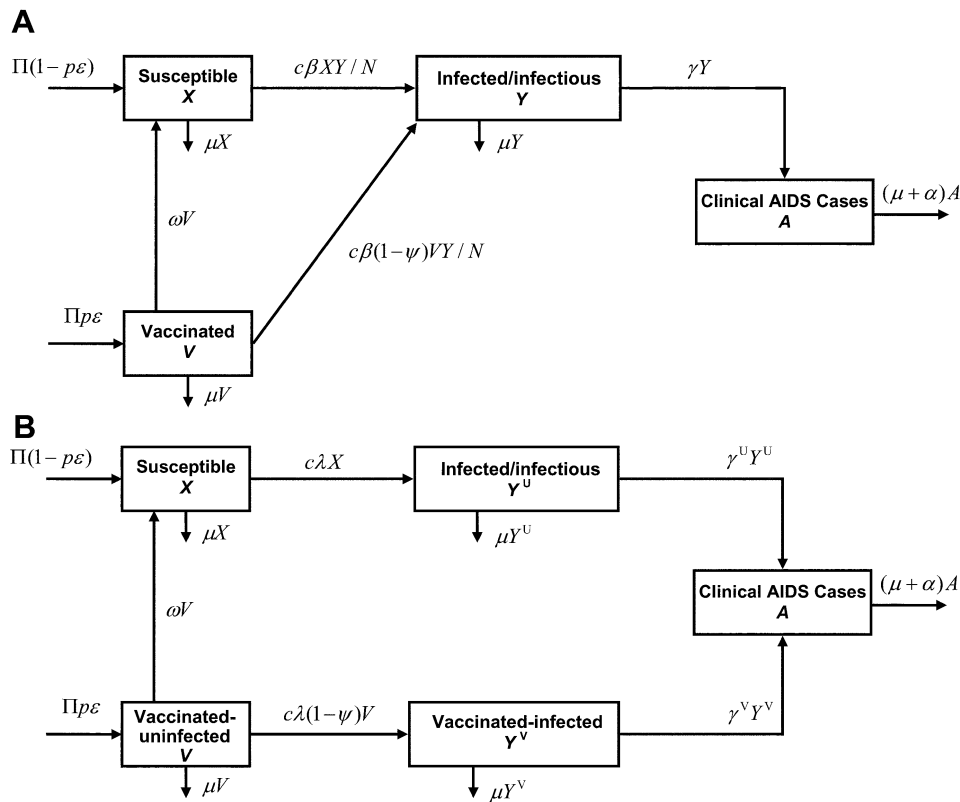 A
Π(1−pε)
Susceptible
X
cβXY / N
Infected/infectious
Y
γY
μX
μY
Clinical AIDS Cases
A
(μ+α)A
ωV
cβ(1−ψ)VY / N
Πpε
Vaccinated
V
μV
B
Π(1−pε)
Susceptible
X
cλX
Infected/infectious
Y^U
γ^U Y^U
μX
μY^U
Clinical AIDS Cases
A
(μ+α)A
ωV
Πpε
Vaccinated-
uninfected
V
cλ(1−ψ)V
Vaccinated-infected
Y^V
γ^V Y^V
μV
μY^V